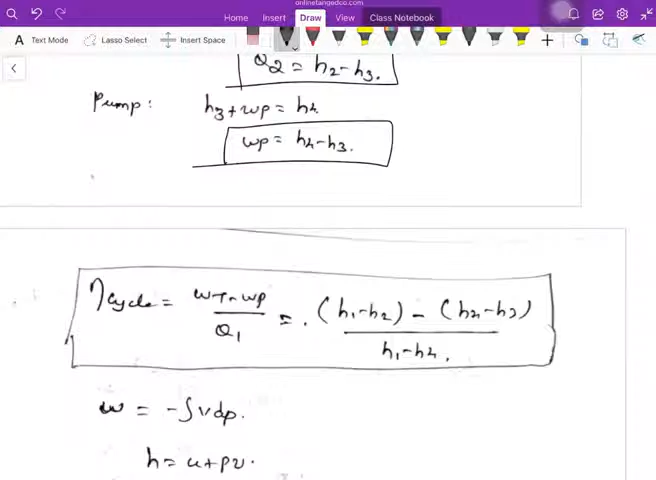 onlinetangedco.com
Home Insert Draw View Class Notebook
A Text Mode Lasso Select Insert Space
Q2 = h2-h3.
Pump: h3+wp = h4
wp = h4-h3.
ηcycle = wT-wp / Q1 = (h1-h2) - (h4-h3) / h1-h4.
w = -∫vdp.
h = u+pv.